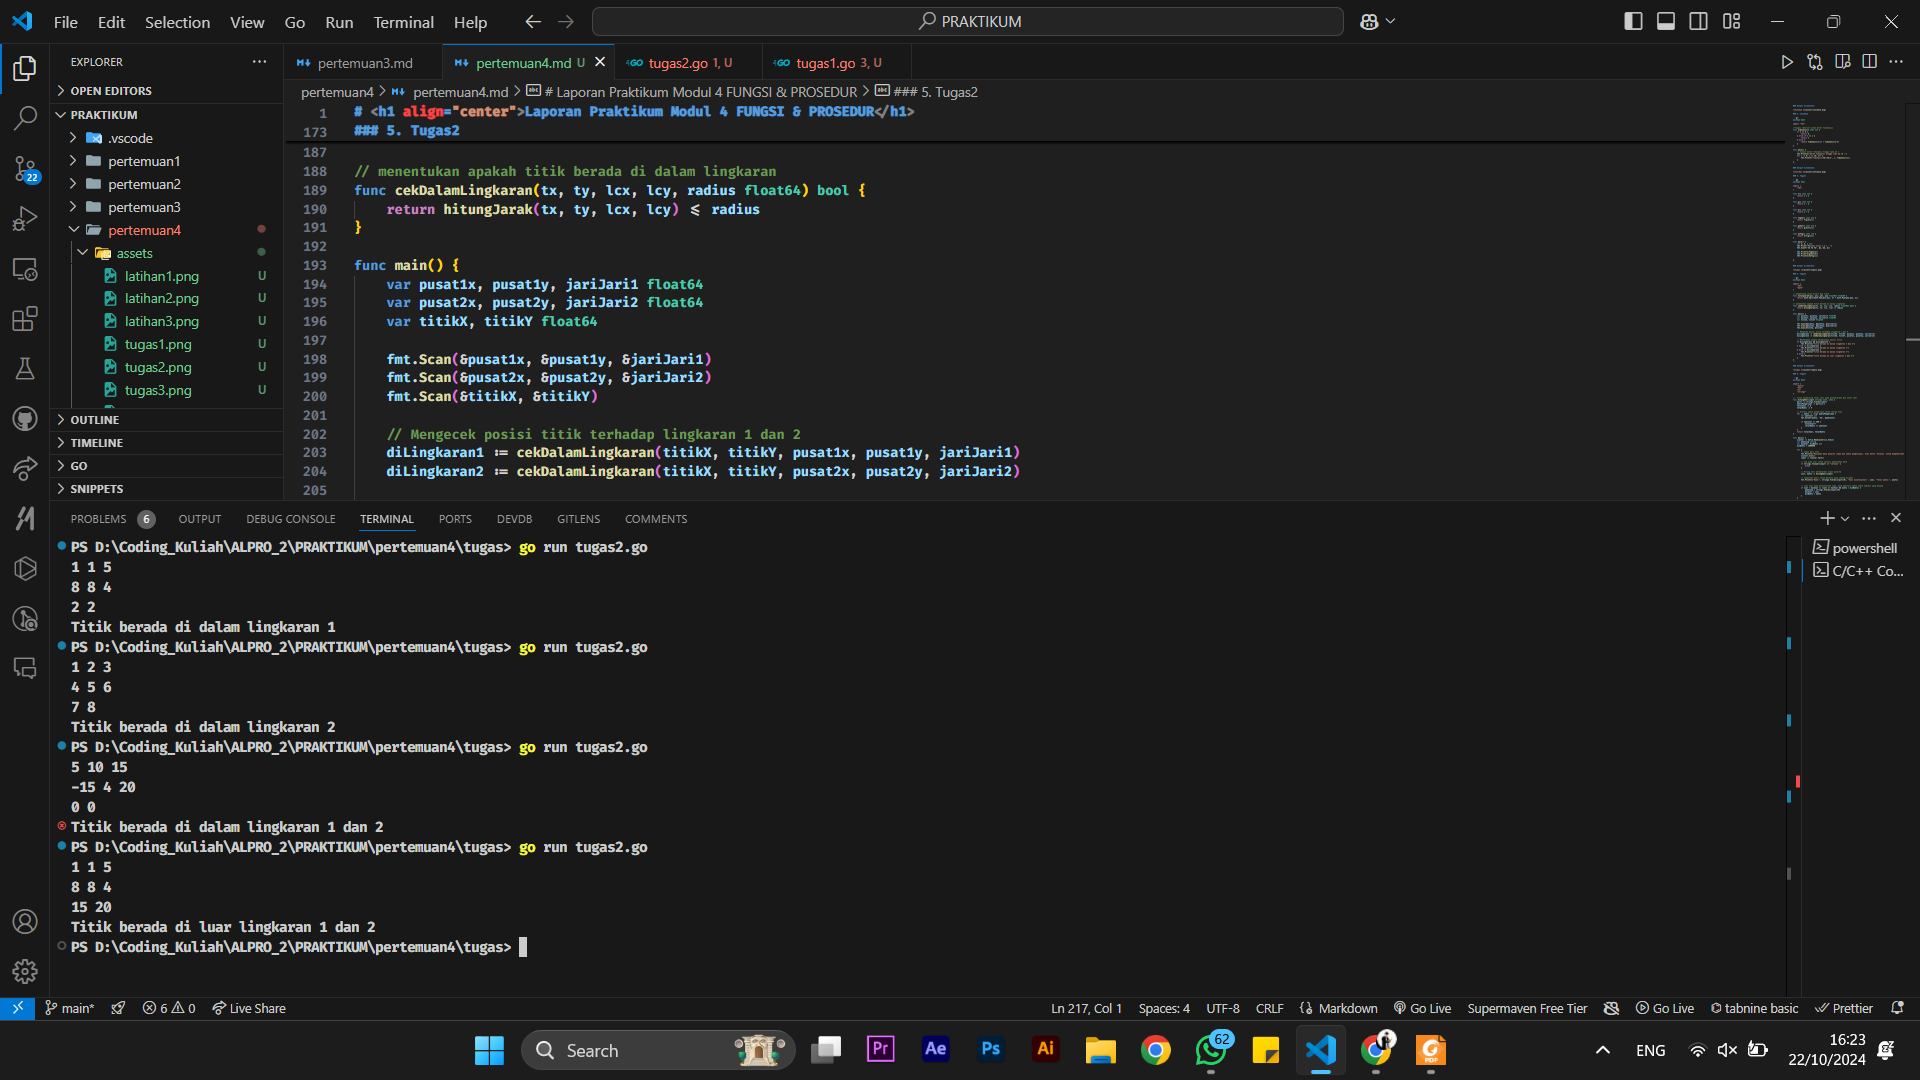 File Edit Selection View Go Run Terminal Help
PRAKTIKUM
EXPLORER
pertemuan3.md
pertemuan4.md U
tugas2.go 1, U
tugas1.go 3, U
OPEN EDITORS
PRAKTIKUM
.vscode
pertemuan1
pertemuan2
pertemuan3
pertemuan4
assets
latihan1.png U
latihan2.png U
latihan3.png U
tugas1.png U
tugas2.png U
tugas3.png U
OUTLINE
TIMELINE
GO
SNIPPETS
22
pertemuan4 > pertemuan4.md > # Laporan Praktikum Modul 4 FUNGSI & PROSEDUR > ### 5. Tugas2
1 # <h1 align="center">Laporan Praktikum Modul 4 FUNGSI & PROSEDUR</h1>
173 ### 5. Tugas2
187
188 // menentukan apakah titik berada di dalam lingkaran
189 func cekDalamLingkaran(tx, ty, lcx, lcy, radius float64) bool {
190 return hitungJarak(tx, ty, lcx, lcy) <= radius
191 }
192
193 func main() {
194 var pusat1x, pusat1y, jariJari1 float64
195 var pusat2x, pusat2y, jariJari2 float64
196 var titikX, titikY float64
197
198 fmt.Scan(&pusat1x, &pusat1y, &jariJari1)
199 fmt.Scan(&pusat2x, &pusat2y, &jariJari2)
200 fmt.Scan(&titikX, &titikY)
201
202 // Mengecek posisi titik terhadap lingkaran 1 dan 2
203 diLingkaran1 := cekDalamLingkaran(titikX, titikY, pusat1x, pusat1y, jariJari1)
204 diLingkaran2 := cekDalamLingkaran(titikX, titikY, pusat2x, pusat2y, jariJari2)
205
PROBLEMS 6 OUTPUT DEBUG CONSOLE TERMINAL PORTS DEVDB GITLENS COMMENTS
powershell
C/C++ Co...
PS D:\Coding_Kuliah\ALPRO_2\PRAKTIKUM\pertemuan4\tugas> go run tugas2.go
1 1 5
8 8 4
2 2
Titik berada di dalam lingkaran 1
PS D:\Coding_Kuliah\ALPRO_2\PRAKTIKUM\pertemuan4\tugas> go run tugas2.go
1 2 3
4 5 6
7 8
Titik berada di dalam lingkaran 2
PS D:\Coding_Kuliah\ALPRO_2\PRAKTIKUM\pertemuan4\tugas> go run tugas2.go
5 10 15
-15 4 20
0 0
Titik berada di dalam lingkaran 1 dan 2
PS D:\Coding_Kuliah\ALPRO_2\PRAKTIKUM\pertemuan4\tugas> go run tugas2.go
1 1 5
8 8 4
15 20
Titik berada di luar lingkaran 1 dan 2
PS D:\Coding_Kuliah\ALPRO_2\PRAKTIKUM\pertemuan4\tugas>
main* 6 0 Live Share Ln 217, Col 1 Spaces: 4 UTF-8 CRLF Markdown Go Live Supermaven Free Tier Go Live tabnine basic Prettier
Search Pr Ae Ps Ai 62 PDF ENG
16:23
22/10/2024